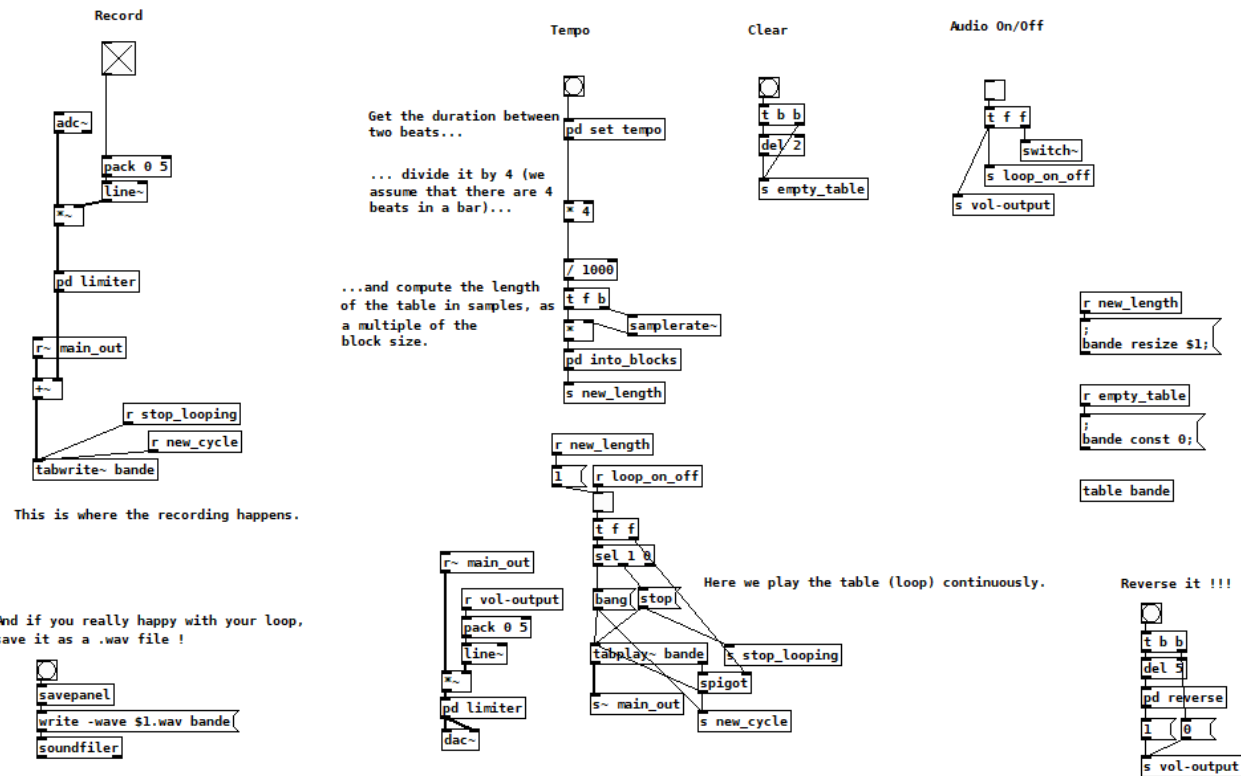 Record
adc~
pack 0 5
line~
*~
pd limiter
r~ main_out
+~
r stop_looping
r new_cycle
tabwrite~ bande
This is where the recording happens.
And if you really happy with your loop,
save it as a .wav file !
savepanel
write -wave $1.wav bande
soundfiler
Tempo
Get the duration between
two beats...
pd set tempo
... divide it by 4 (we
assume that there are 4
beats in a bar)...
* 4
/ 1000
...and compute the length
of the table in samples, as
a multiple of the
block size.
t f b
*
samplerate~
pd into_blocks
s new_length
r new_length
1
r loop_on_off
t f f
sel 1 0
bang
stop
Here we play the table (loop) continuously.
tabplay~ bande
s stop_looping
spigot
s~ main_out
s new_cycle
r~ main_out
r vol-output
pack 0 5
line~
*~
pd limiter
dac~
Clear
t b b
del 2
s empty_table
Audio On/Off
t f f
switch~
s loop_on_off
s vol-output
r new_length
;
bande resize $1;
r empty_table
;
bande const 0;
table bande
Reverse it !!!
t b b
del 5
pd reverse
1
0
s vol-output